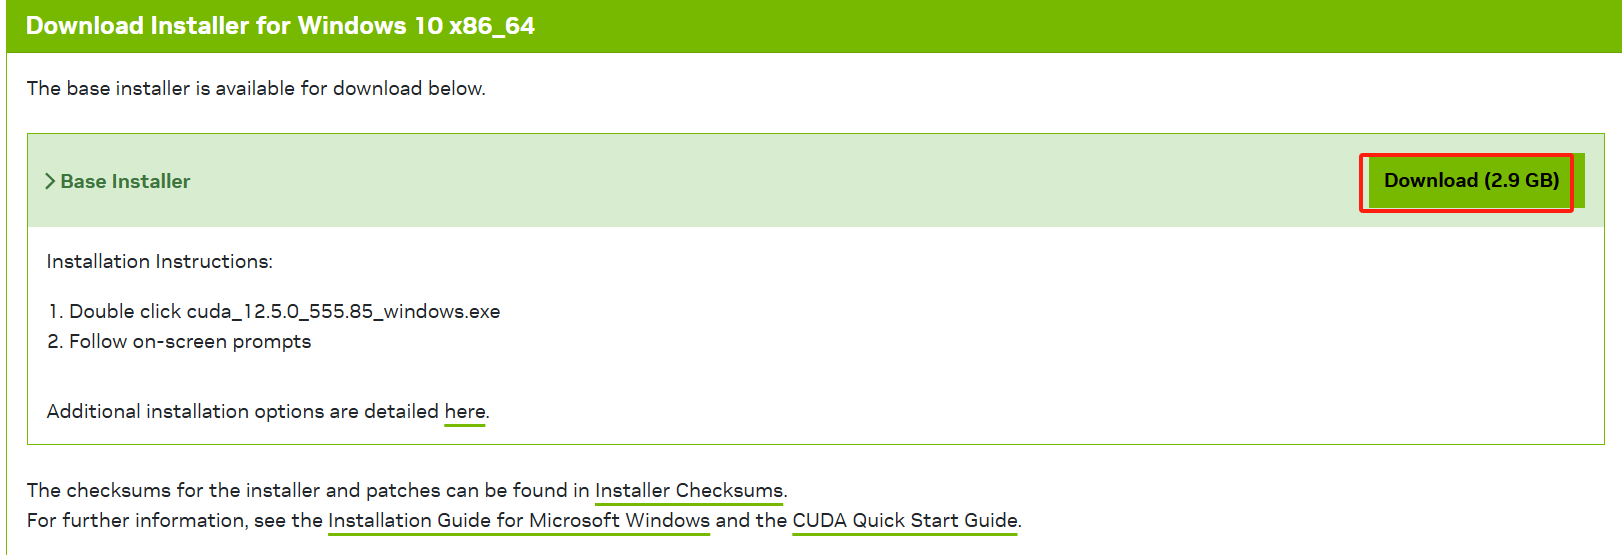 Download Installer for Windows 10 x86_64
The base installer is available for download below.
Base Installer
Download (2.9 GB)
Installation Instructions:
1. Double click cuda_12.5.0_555.85_windows.exe
2. Follow on-screen prompts
Additional installation options are detailed here.
The checksums for the installer and patches can be found in Installer Checksums.
For further information, see the Installation Guide for Microsoft Windows and the CUDA Quick Start Guide.